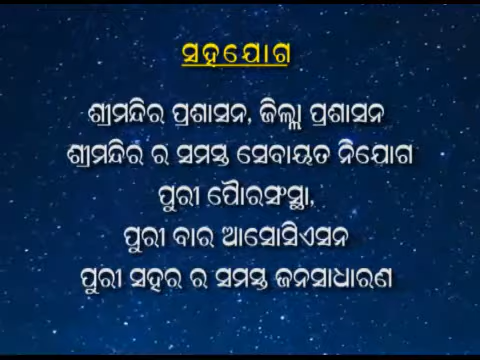 ସହଯୋଗ
ଶ୍ରୀମନ୍ଦିର ପ୍ରଶାସନ, ଜିଲ୍ଲା ପ୍ରଶାସନ
ଶ୍ରୀମନ୍ଦିର ର ସମସ୍ତ ସେବାୟତ ନିଯୋଗ
ପୁରୀ ପୌରସଂସ୍ଥା,
ପୁରୀ ବାର ଆସୋସିଏସନ
ପୁରୀ ସହର ର ସମସ୍ତ ଜନସାଧାରଣ